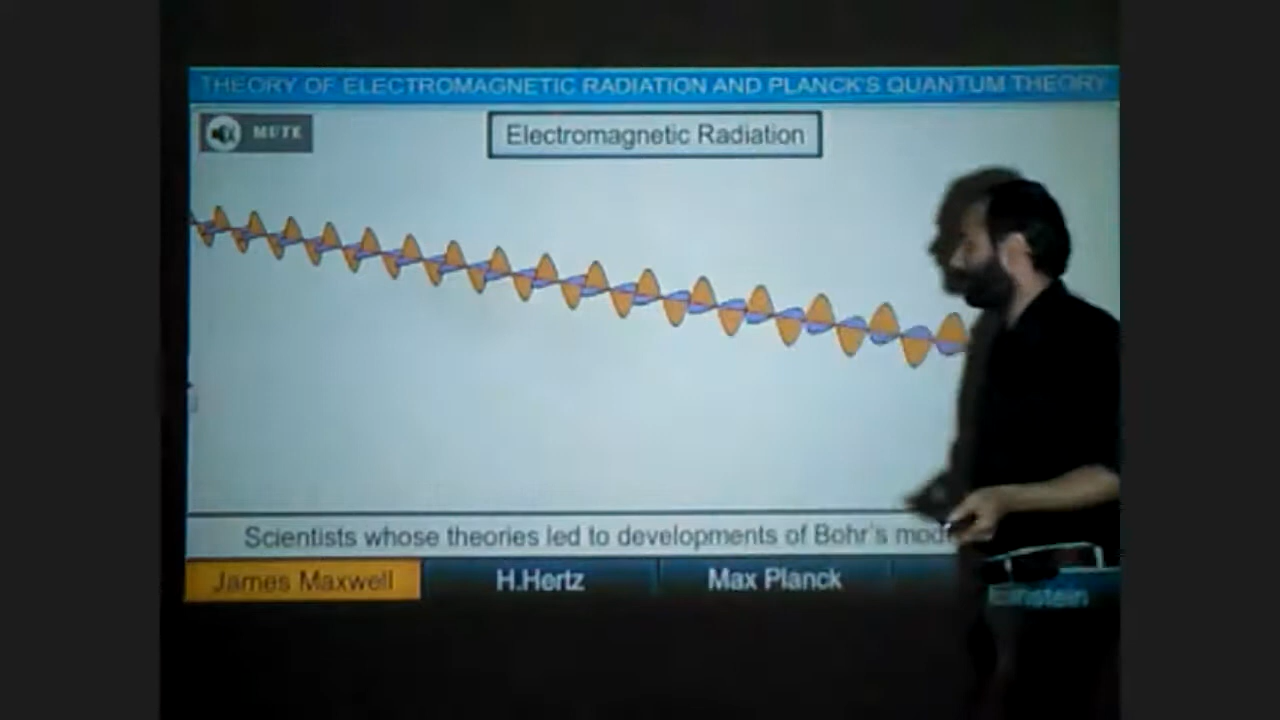 THEORY OF ELECTROMAGNETIC RADIATION AND PLANCK'S QUANTUM THEORY
MUTE
Electromagnetic Radiation
Scientists whose theories led to developments of Bohr's
James Maxwell
H.Hertz
Max Planck
Einstein